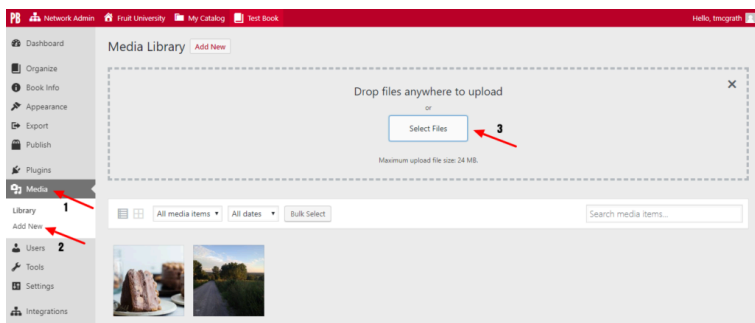 PB Network Admin Fruit University My Catalog Test Book Hello, tmcgrath
Dashboard
Organize
Book Info
Appearance
Export
Publish
Plugins
Media
1
Library
Add New
2
Users
Tools
Settings
Integrations
Media Library Add New
Drop files anywhere to upload
or
Select Files
3
Maximum upload file size: 24 MB.
All media items All dates Bulk Select Search media items...